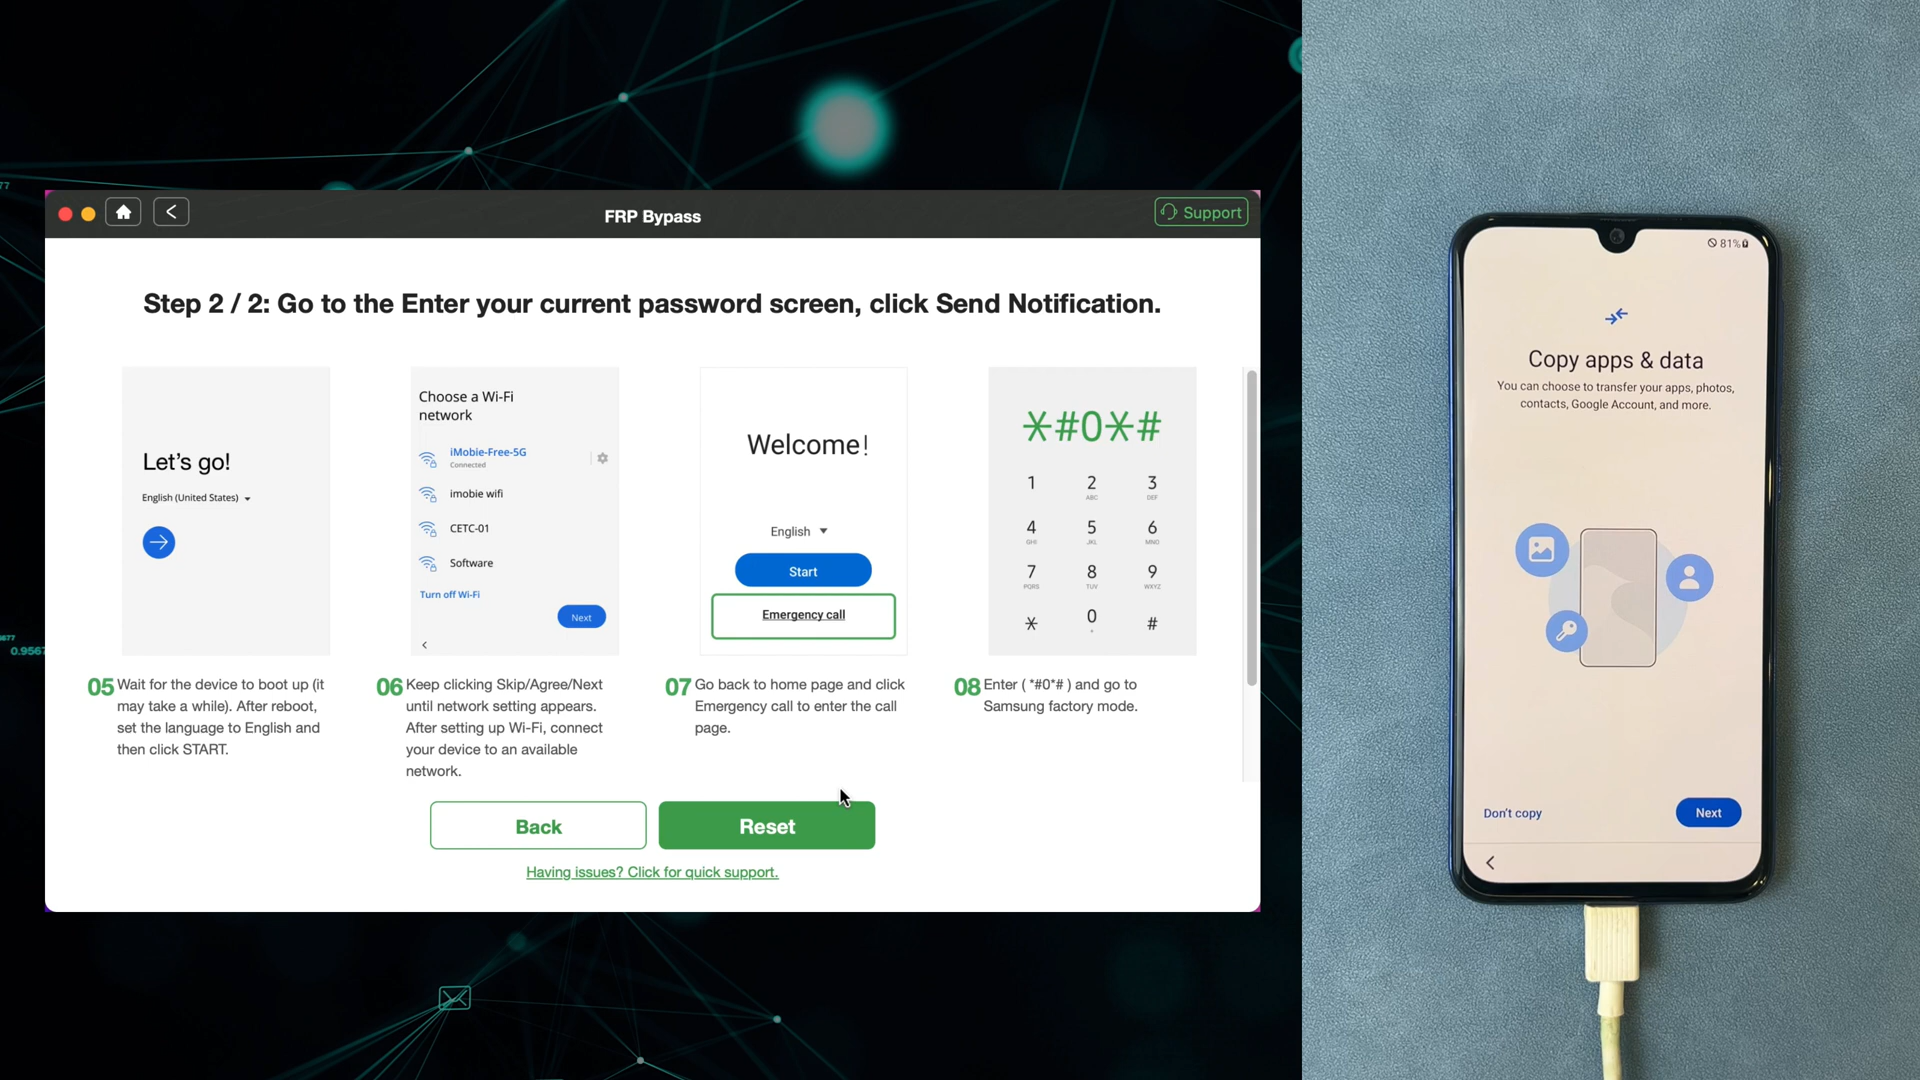 FRP Bypass
Support
Step 2 / 2: Go to the Enter your current password screen, click Send Notification.
Let's go!
English (United States)
Choose a Wi-Fi
network
iMobie-Free-5G
Connected
imobie wifi
CETC-01
Software
Turn off Wi-Fi
Next
Welcome!
English
Start
Emergency call
*#0*#
1 2 3
ABC DEF
4 5 6
GHI JKL MNO
7 8 9
PQRS TUV WXYZ
* 0 #
+
05 Wait for the device to boot up (it
may take a while). After reboot,
set the language to English and
then click START.
06 Keep clicking Skip/Agree/Next
until network setting appears.
After setting up Wi-Fi, connect
your device to an available
network.
07 Go back to home page and click
Emergency call to enter the call
page.
08 Enter ( *#0*# ) and go to
Samsung factory mode.
Back
Reset
Having issues? Click for quick support.
77
0.9567
81%
Copy apps & data
You can choose to transfer your apps, photos,
contacts, Google Account, and more.
Don't copy
Next